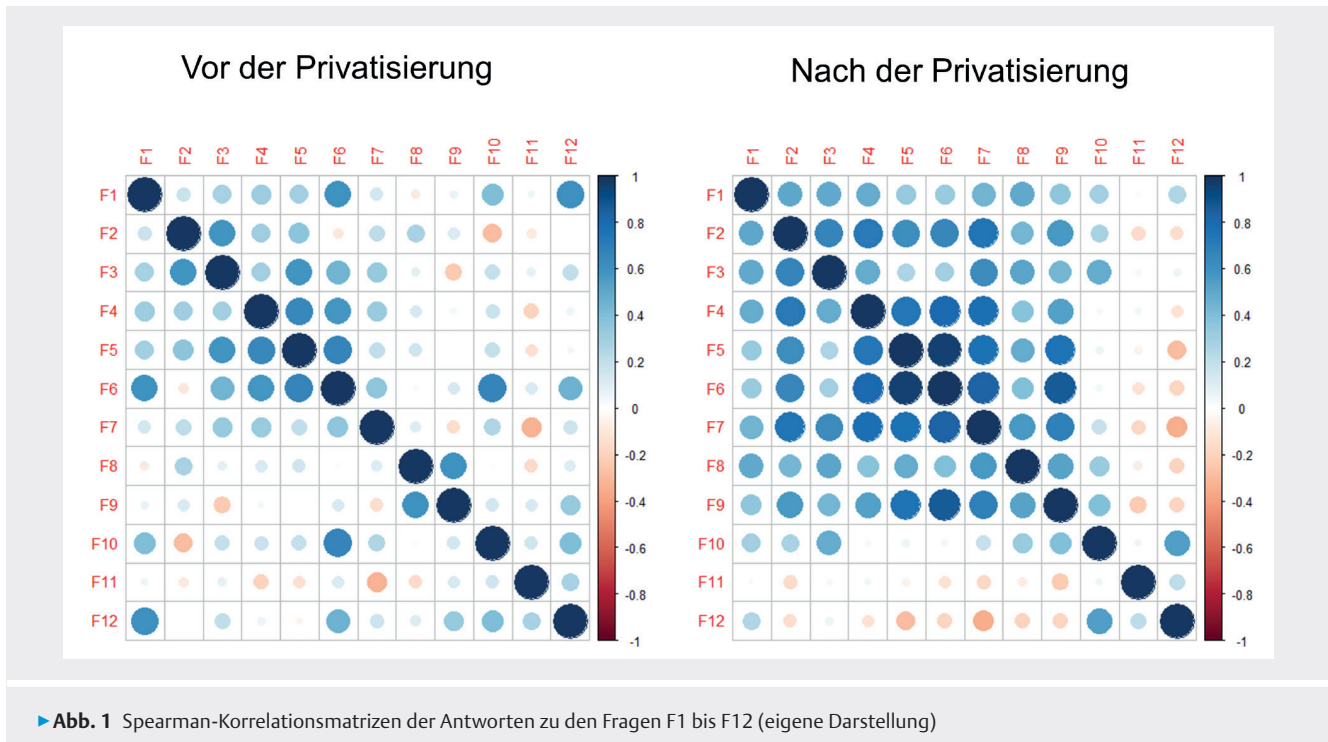 Vor der Privatisierung
Nach der Privatisierung
F1 F2 F3 F4 F5 F6 F7 F8 F9 F10 F11 F12
F1
F2
F3
F4
F5
F6
F7
F8
F9
F10
F11
F12
1
0.8
0.6
0.4
0.2
0
-0.2
-0.4
-0.6
-0.8
-1
F1 F2 F3 F4 F5 F6 F7 F8 F9 F10 F11 F12
F1
F2
F3
F4
F5
F6
F7
F8
F9
F10
F11
F12
1
0.8
0.6
0.4
0.2
0
-0.2
-0.4
-0.6
-0.8
-1
▶Abb. 1 Spearman-Korrelationsmatrizen der Antworten zu den Fragen F1 bis F12 (eigene Darstellung)